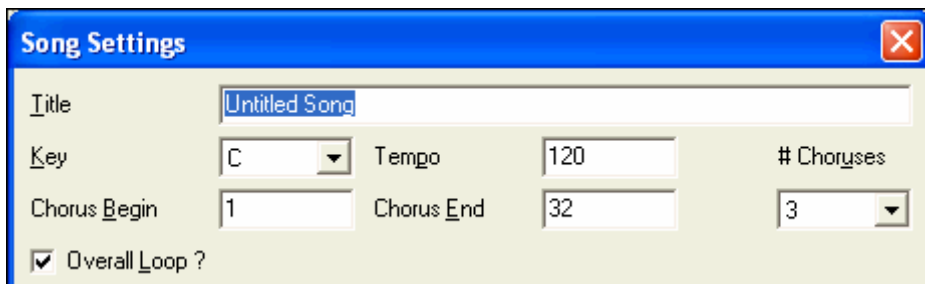 Song Settings
Title Untitled Song
Key C Tempo 120 # Choruses
Chorus Begin 1 Chorus End 32 3
Overall Loop ?